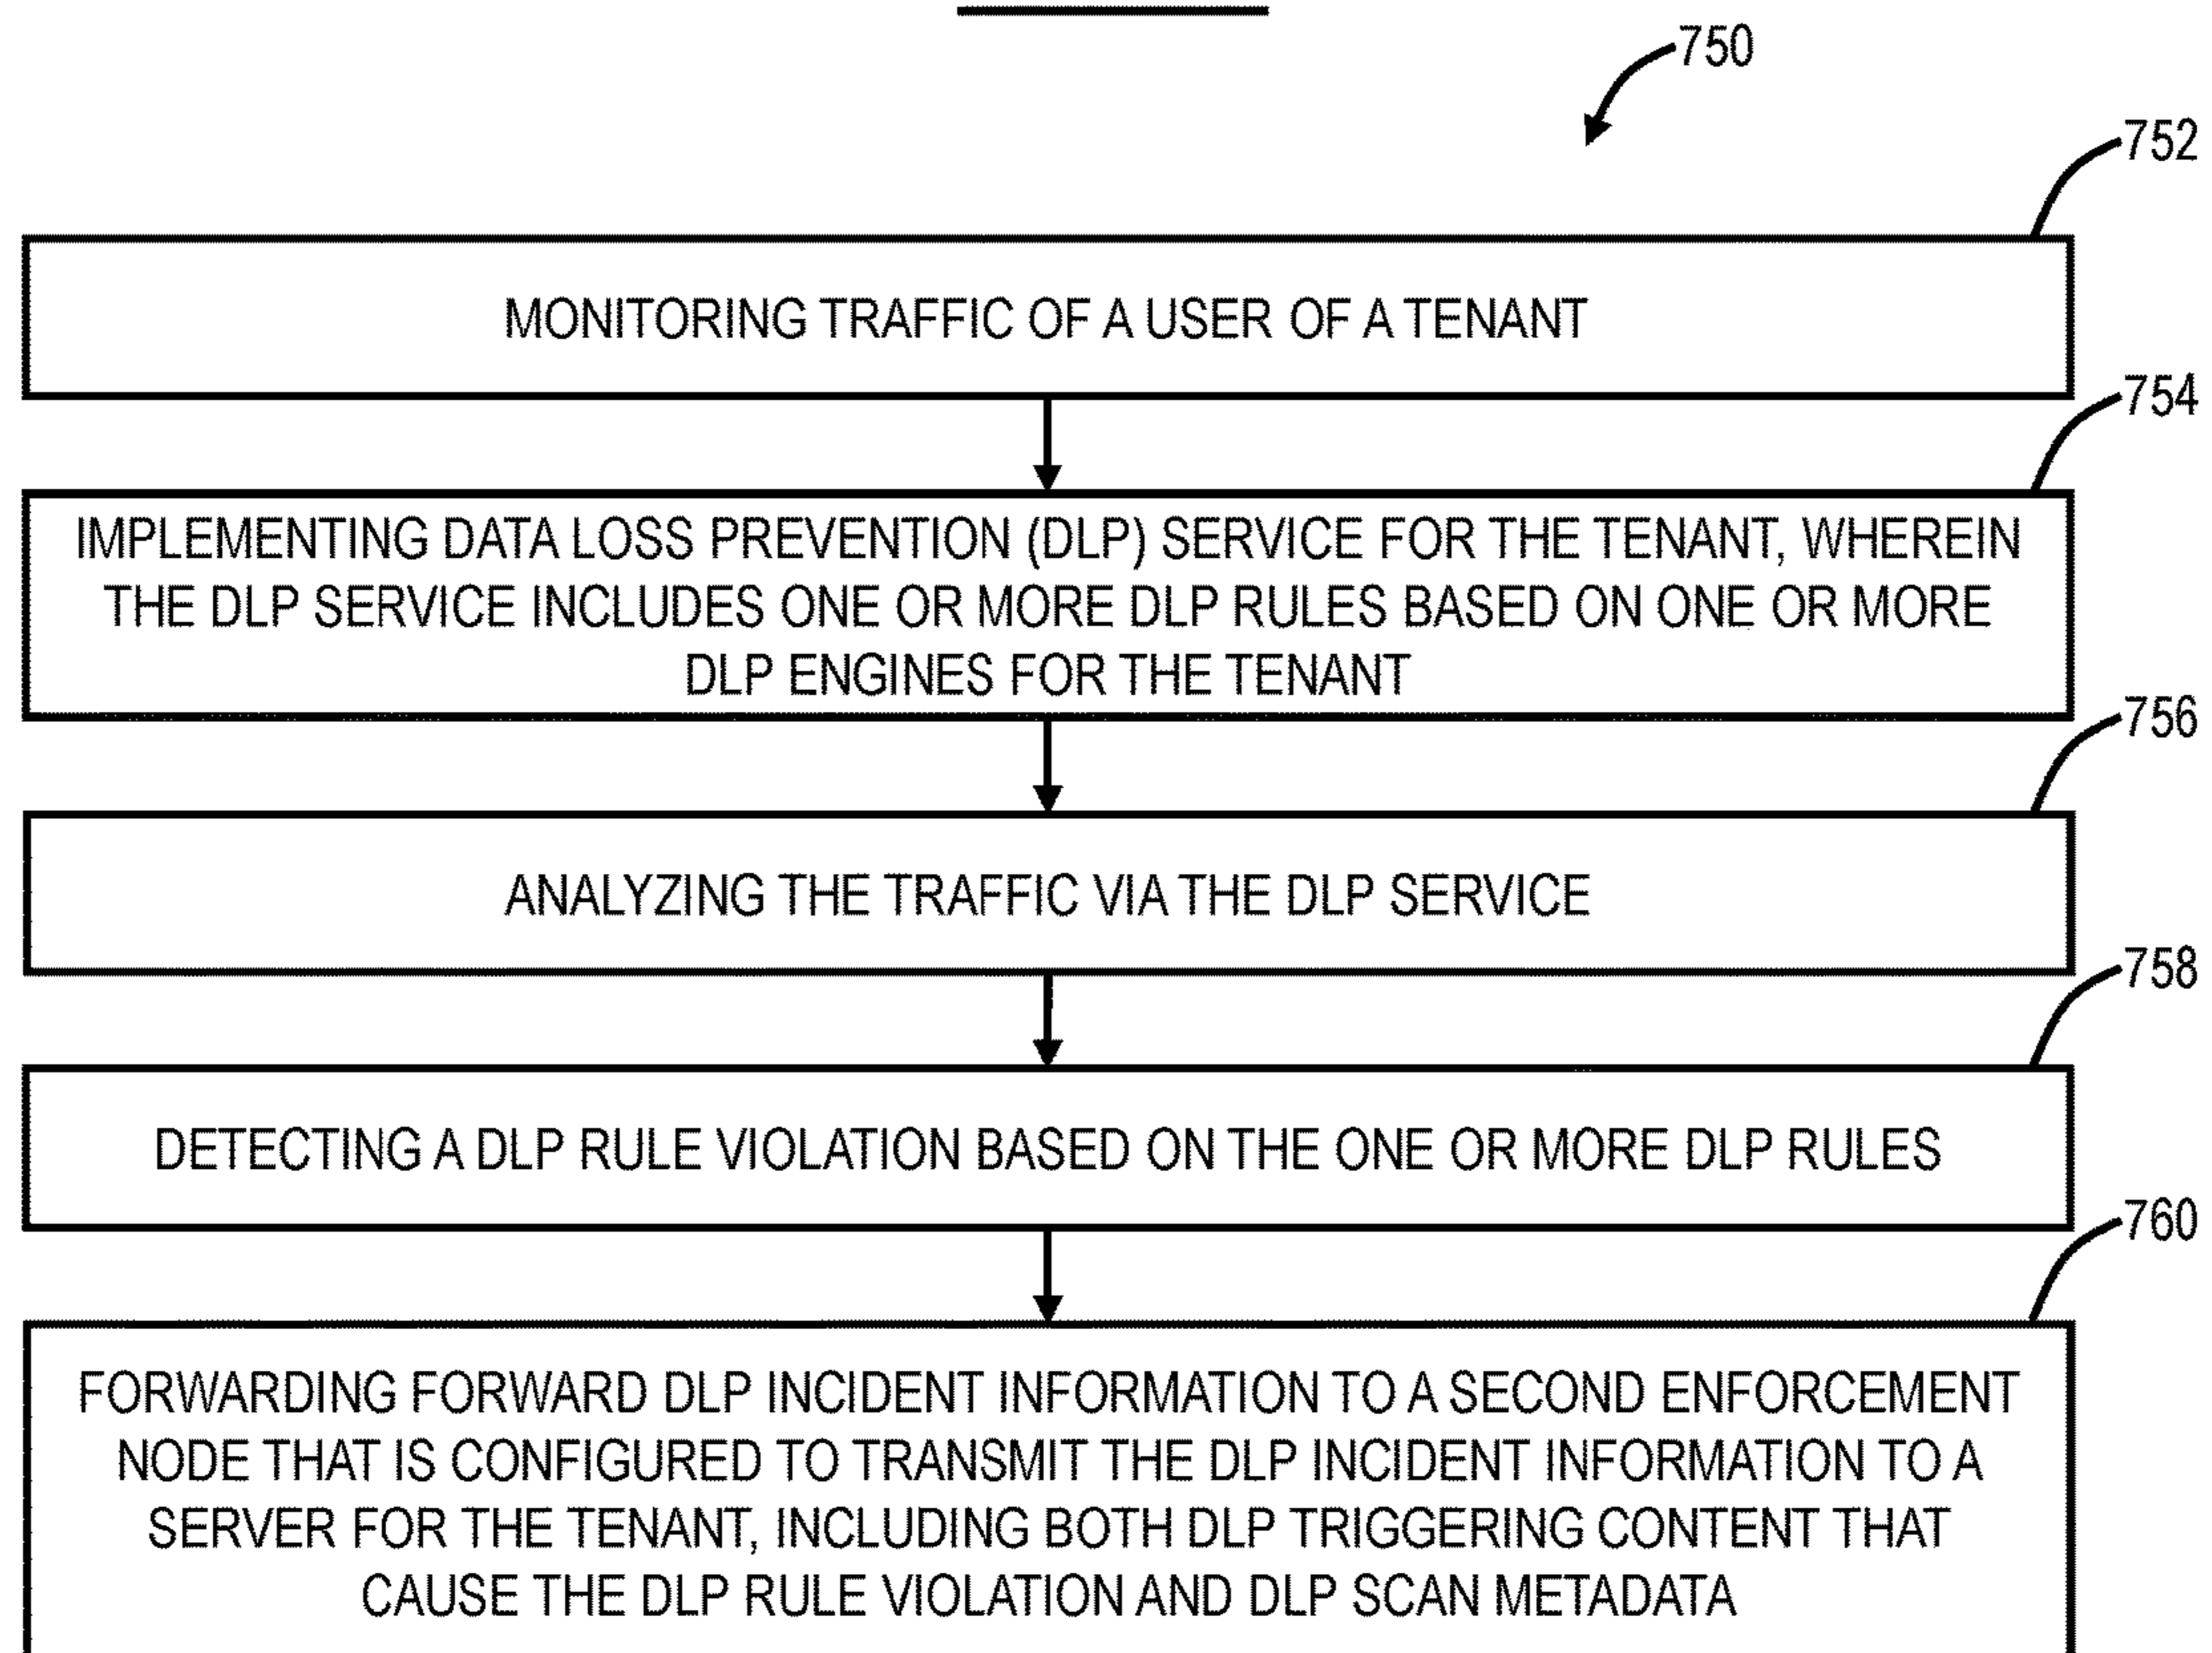 750
752
MONITORING TRAFFIC OF A USER OF A TENANT
754
IMPLEMENTING DATA LOSS PREVENTION (DLP) SERVICE FOR THE TENANT, WHEREIN
THE DLP SERVICE INCLUDES ONE OR MORE DLP RULES BASED ON ONE OR MORE
DLP ENGINES FOR THE TENANT
756
ANALYZING THE TRAFFIC VIA THE DLP SERVICE
758
DETECTING A DLP RULE VIOLATION BASED ON THE ONE OR MORE DLP RULES
760
FORWARDING FORWARD DLP INCIDENT INFORMATION TO A SECOND ENFORCEMENT
NODE THAT IS CONFIGURED TO TRANSMIT THE DLP INCIDENT INFORMATION TO A
SERVER FOR THE TENANT, INCLUDING BOTH DLP TRIGGERING CONTENT THAT
CAUSE THE DLP RULE VIOLATION AND DLP SCAN METADATA